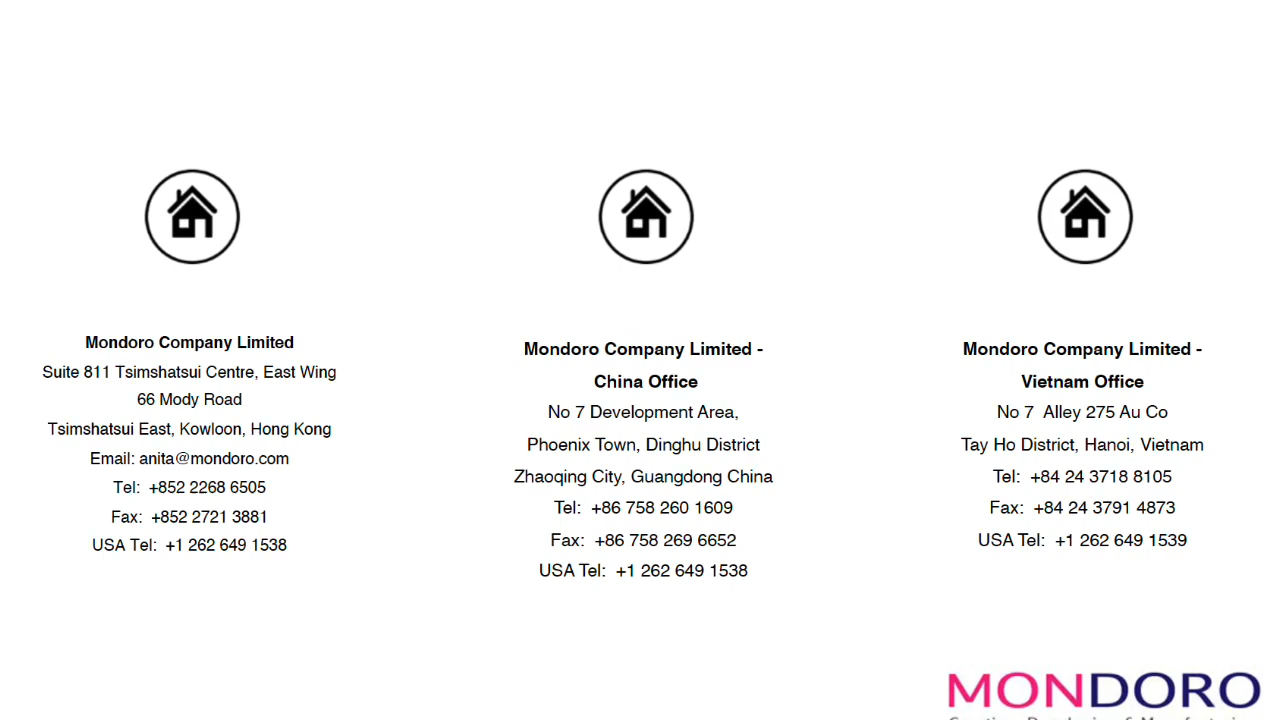 Mondoro Company Limited
Suite 811 Tsimshatsui Centre, East Wing
66 Mody Road
Tsimshatsui East, Kowloon, Hong Kong
Email: anita@mondoro.com
Tel: +852 2268 6505
Fax: +852 2721 3881
USA Tel: +1 262 649 1538
Mondoro Company Limited -
China Office
No 7 Development Area,
Phoenix Town, Dinghu District
Zhaoqing City, Guangdong China
Tel: +86 758 260 1609
Fax: +86 758 269 6652
USA Tel: +1 262 649 1538
Mondoro Company Limited -
Vietnam Office
No 7 Alley 275 Au Co
Tay Ho District, Hanoi, Vietnam
Tel: +84 24 3718 8105
Fax: +84 24 3791 4873
USA Tel: +1 262 649 1539
MONDORO